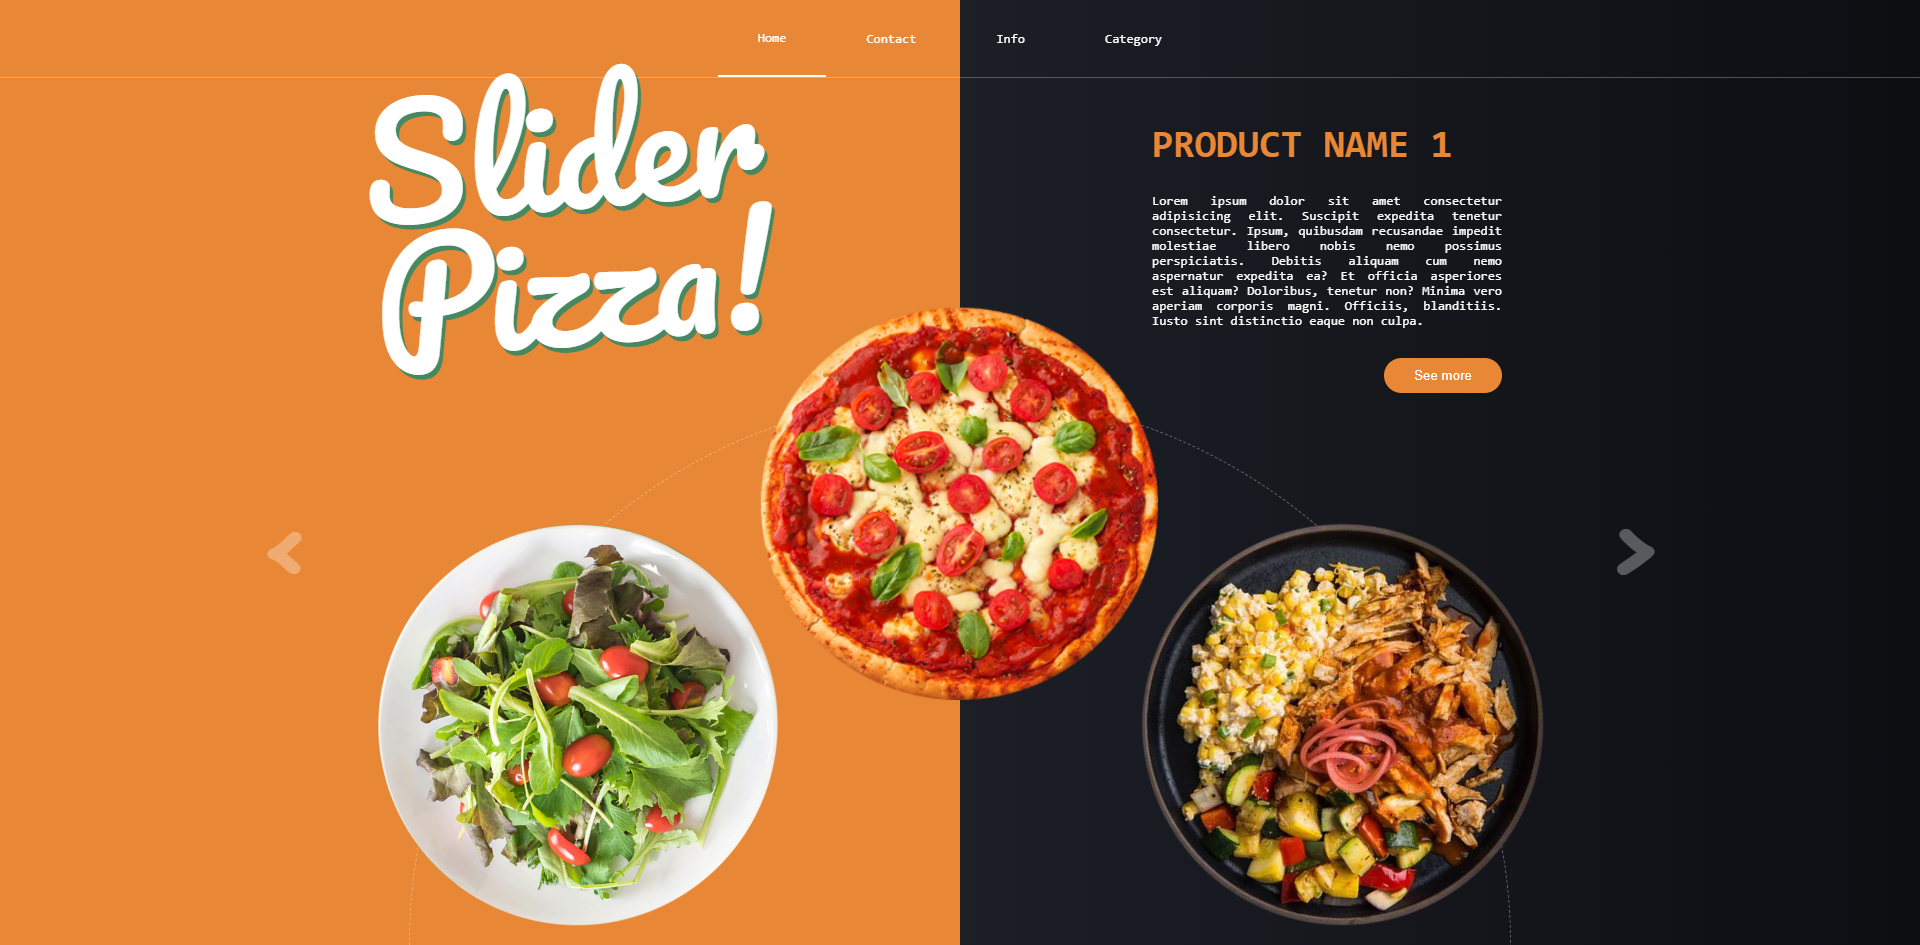 Home
Contact
Info
Category
Slider
Pizza!
PRODUCT NAME 1
Lorem ipsum dolor sit amet consectetur
adipisicing elit. Suscipit expedita tenetur
consectetur. Ipsum, quibusdam recusandae impedit
molestiae libero nobis nemo possimus
perspiciatis. Debitis aliquam cum nemo
aspernatur expedita ea? Et officia asperiores
est aliquam? Doloribus, tenetur non? Minima vero
aperiam corporis magni. Officiis, blanditiis.
Iusto sint distinctio eaque non culpa.
See more